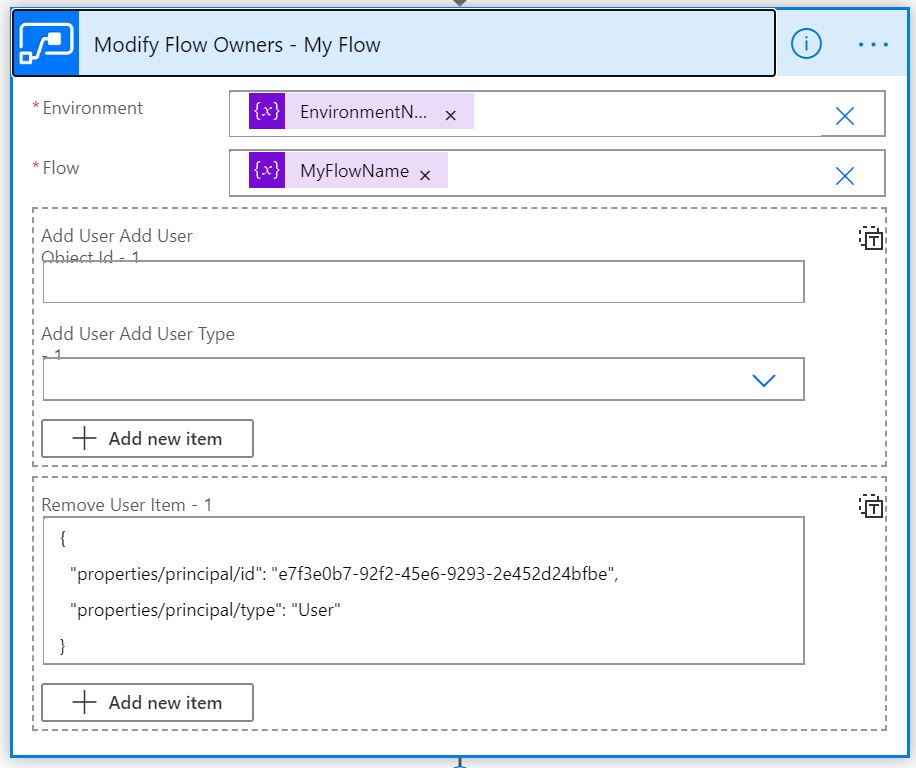 Modify Flow Owners - My Flow
* Environment
{x} EnvironmentN... ×
* Flow
{x} MyFlowName ×
Add User Add User
Object Id - 1
Add User Add User Type
- 1
Add new item
Remove User Item - 1
{
"properties/principal/id": "e7f3e0b7-92f2-45e6-9293-2e452d24bfbe",
"properties/principal/type": "User"
}
Add new item